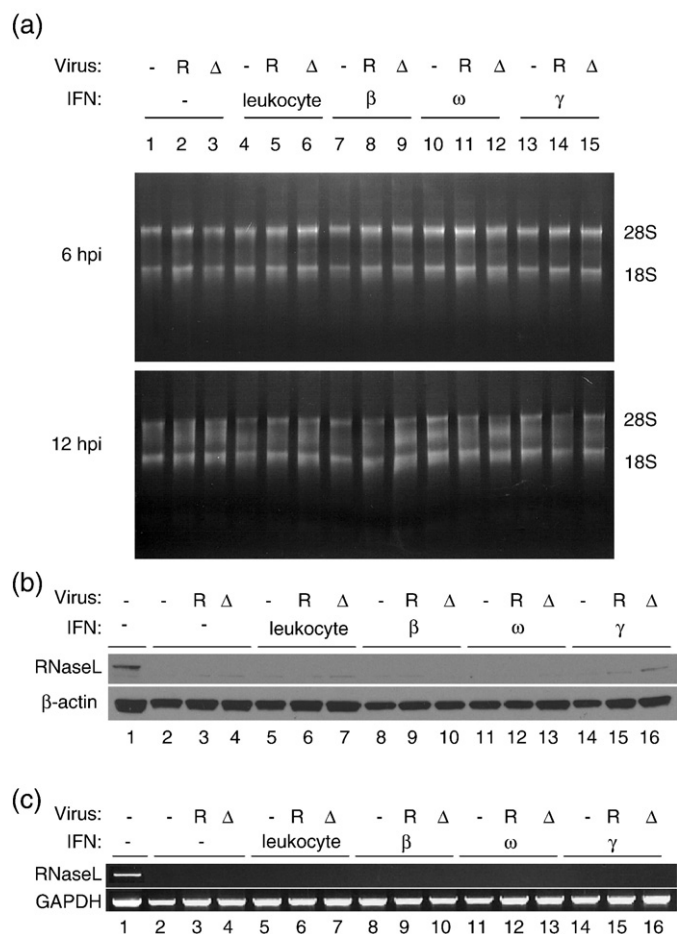 (a)
Virus: - R Δ - R Δ - R Δ - R Δ - R Δ
IFN: - leukocyte β ω γ
1 2 3 4 5 6 7 8 9 10 11 12 13 14 15
6 hpi 28S
18S
12 hpi 28S
18S
(b)
Virus: - - R Δ - R Δ - R Δ - R Δ - R Δ
IFN: - - leukocyte β ω γ
RNaseL
β-actin
1 2 3 4 5 6 7 8 9 10 11 12 13 14 15 16
(c)
Virus: - - R Δ - R Δ - R Δ - R Δ - R Δ
IFN: - - leukocyte β ω γ
RNaseL
GAPDH
1 2 3 4 5 6 7 8 9 10 11 12 13 14 15 16